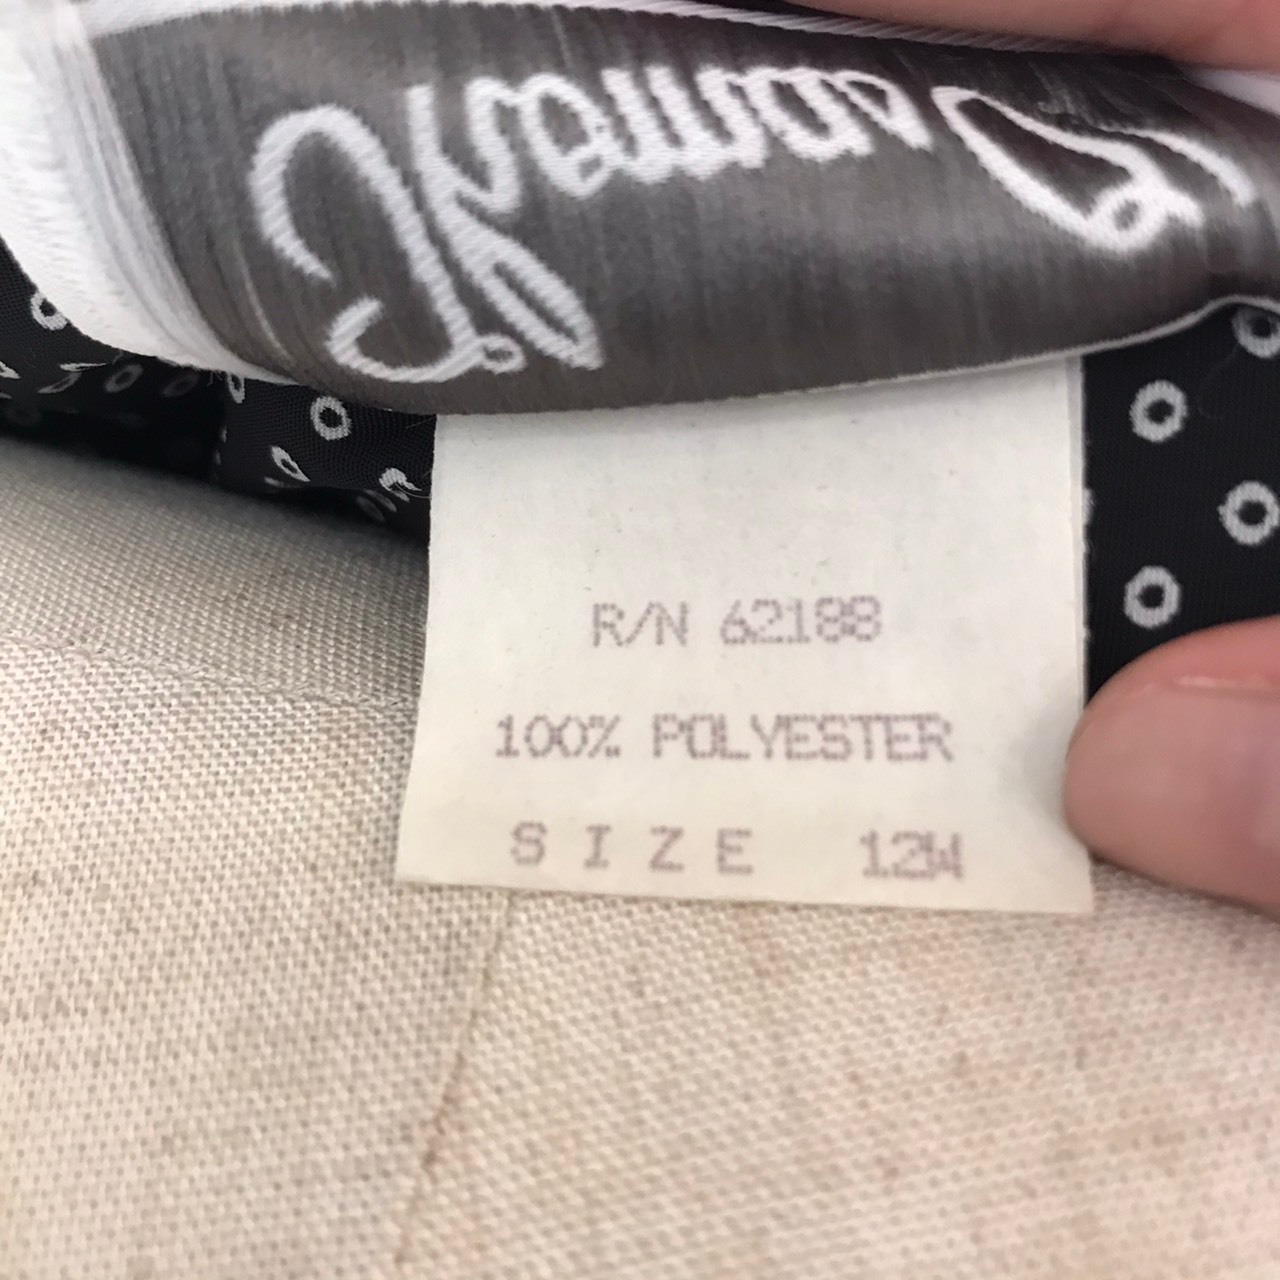 R/N 62188
100% POLYESTER
SIZE 12W